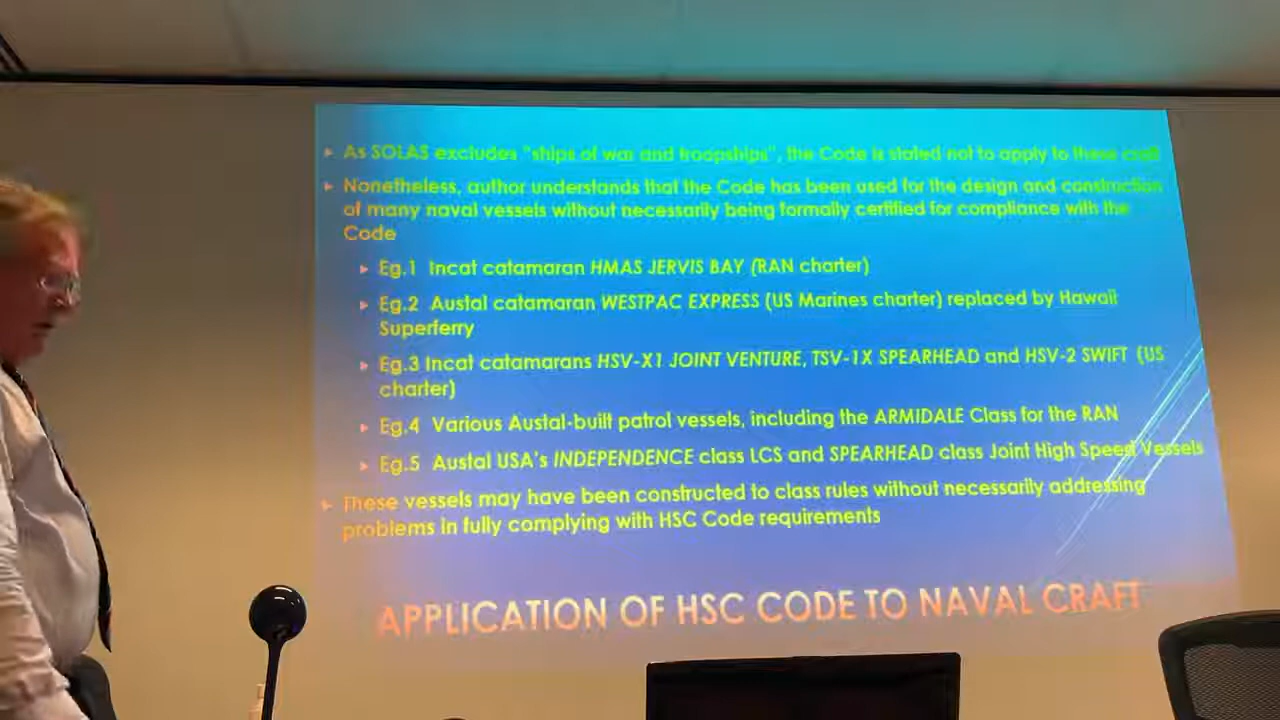 As SOLAS excludes "ships of war and troopships", the Code is stated not to apply to these craft
Nonetheless, author understands that the Code has been used for the design and construction
of many naval vessels without necessarily being formally certified for compliance with the
Code
Eg.1 Incat catamaran HMAS JERVIS BAY (RAN charter)
Eg.2 Austal catamaran WESTPAC EXPRESS (US Marines charter) replaced by Hawaii
Superferry
Eg.3 Incat catamarans HSV-X1 JOINT VENTURE, TSV-1X SPEARHEAD and HSV-2 SWIFT (US
charter)
Eg.4 Various Austal-built patrol vessels, including the ARMIDALE Class for the RAN
Eg.5 Austal USA's INDEPENDENCE class LCS and SPEARHEAD class Joint High Speed Vessels
These vessels may have been constructed to class rules without necessarily addressing
problems in fully complying with HSC Code requirements
APPLICATION OF HSC CODE TO NAVAL CRAFT